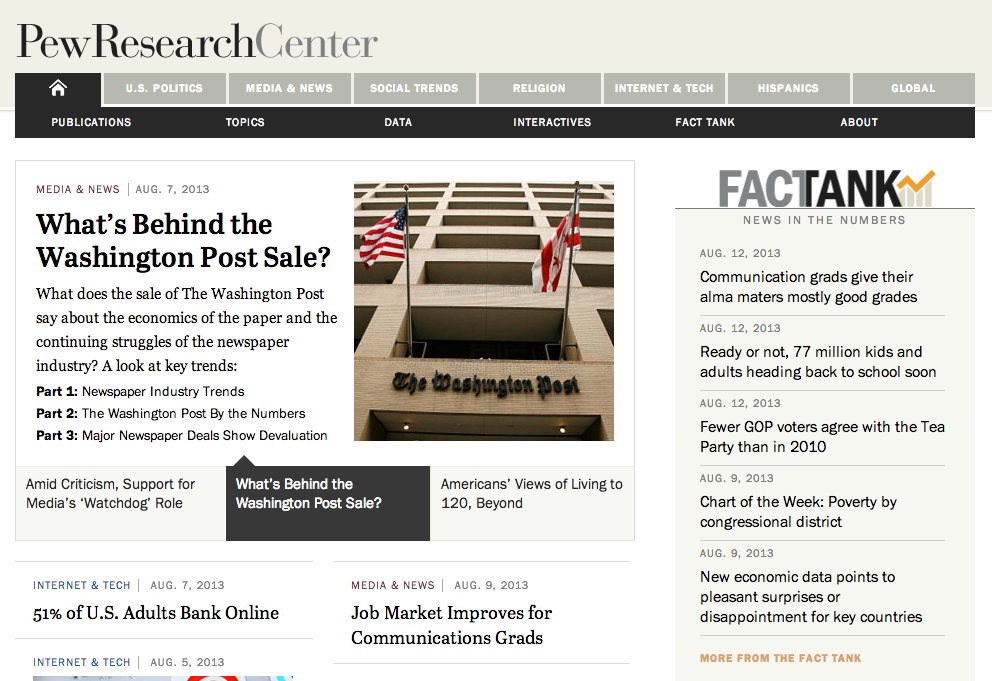 PewResearchCenter
U.S. POLITICS
MEDIA & NEWS
SOCIAL TRENDS
RELIGION
INTERNET & TECH
HISPANICS
GLOBAL
PUBLICATIONS
TOPICS
DATA
INTERACTIVES
FACT TANK
ABOUT
MEDIA & NEWS | AUG. 7, 2013
What's Behind the
Washington Post Sale?
What does the sale of The Washington Post
say about the economics of the paper and the
continuing struggles of the newspaper
industry? A look at key trends:
Part 1: Newspaper Industry Trends
Part 2: The Washington Post By the Numbers
Part 3: Major Newspaper Deals Show Devaluation
The Washington Post
Amid Criticism, Support for
Media's 'Watchdog' Role
What's Behind the
Washington Post Sale?
Americans' Views of Living to
120, Beyond
INTERNET & TECH | AUG. 7, 2013
51% of U.S. Adults Bank Online
INTERNET & TECH | AUG. 5, 2013
MEDIA & NEWS | AUG. 9, 2013
Job Market Improves for
Communications Grads
FACTANK
NEWS IN THE NUMBERS
AUG. 12, 2013
Communication grads give their
alma maters mostly good grades
AUG. 12, 2013
Ready or not, 77 million kids and
adults heading back to school soon
AUG. 12, 2013
Fewer GOP voters agree with the Tea
Party than in 2010
AUG. 9, 2013
Chart of the Week: Poverty by
congressional district
AUG. 9, 2013
New economic data points to
pleasant surprises or
disappointment for key countries
MORE FROM THE FACT TANK